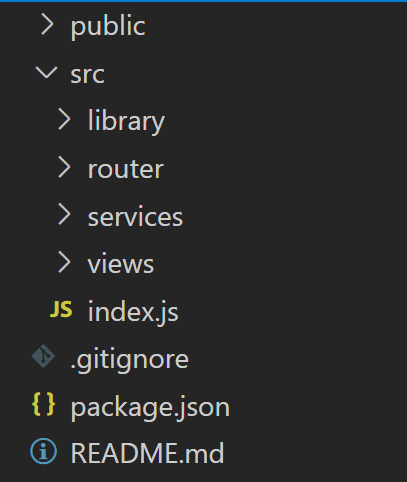 public
src
library
router
services
views
JS index.js
.gitignore
{} package.json
README.md